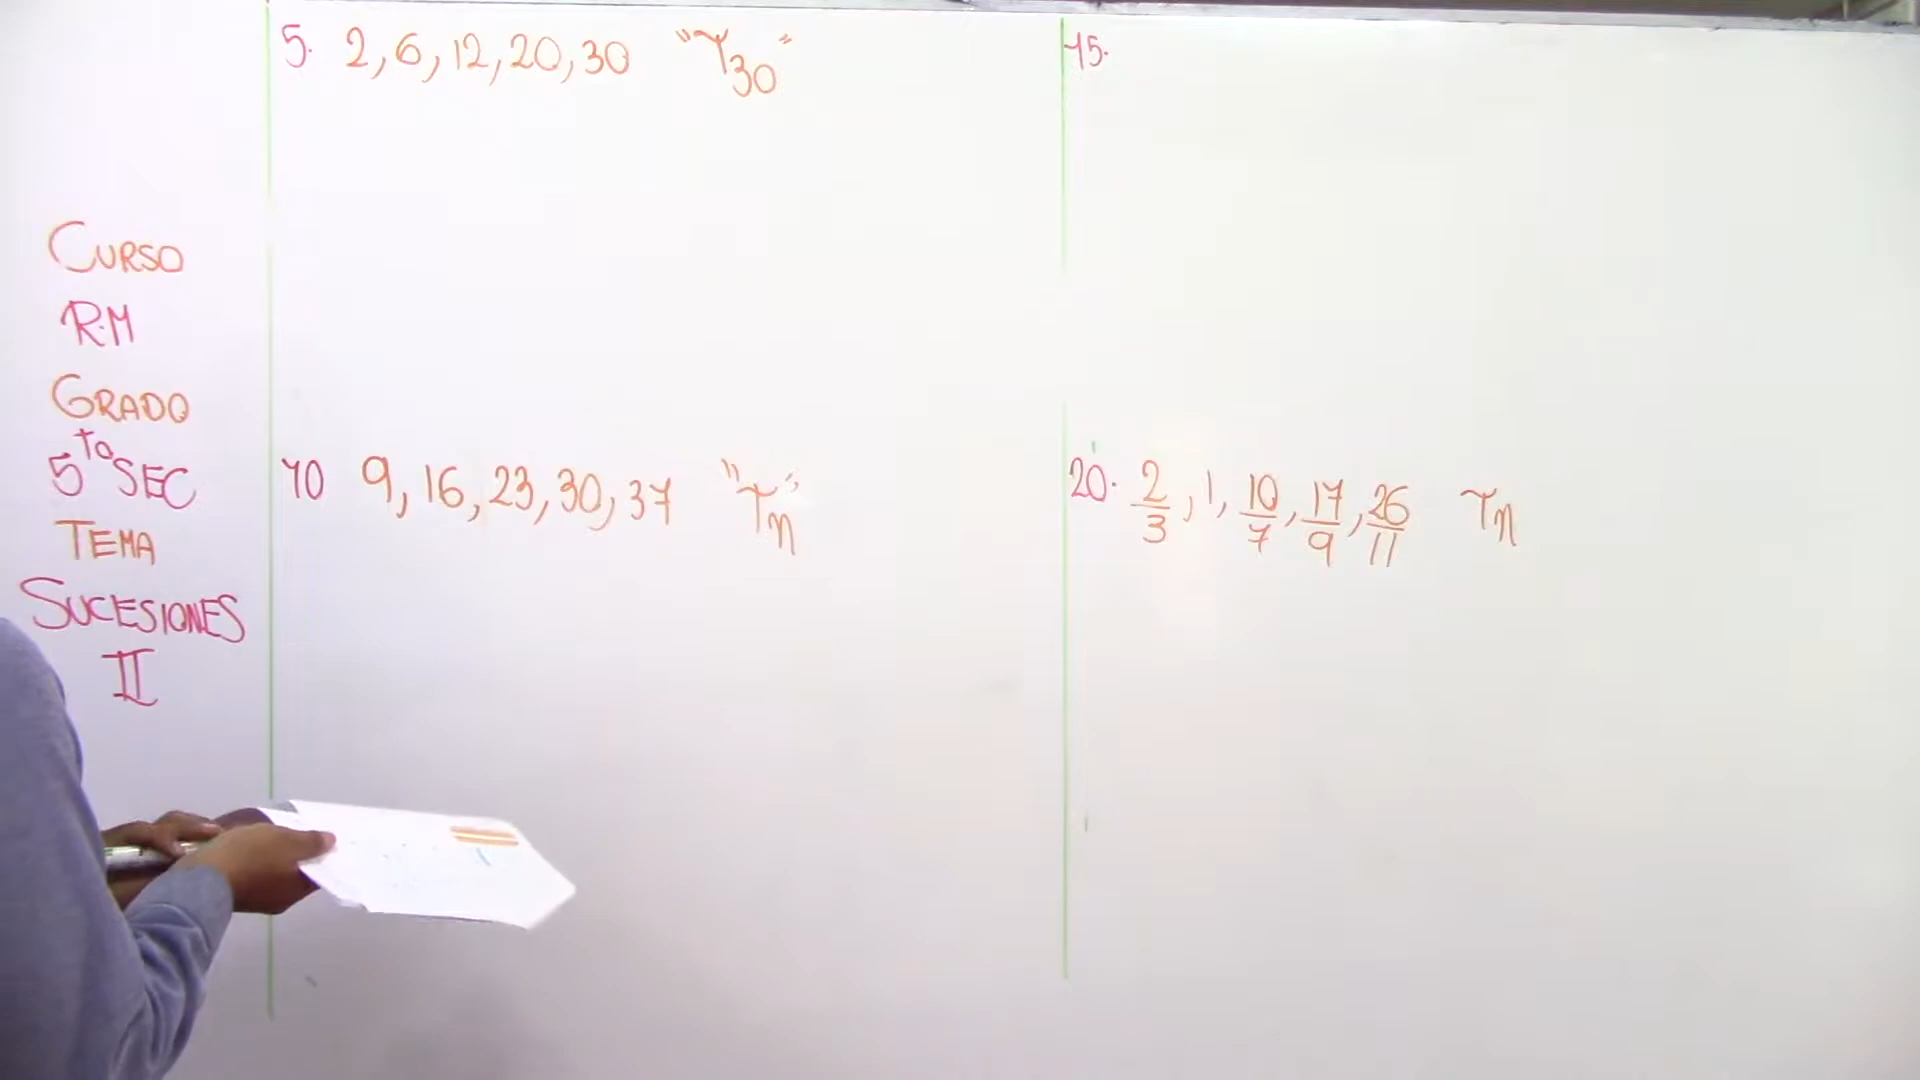 CURSO
R.M
GRADO
5to SEC
TEMA
SUCESIONES
II
5. 2, 6, 12, 20, 30 "T30"
10 9, 16, 23, 30, 37 "Tn"
15.
20. 2/3, 1, 10/7, 17/9, 26/11 Tn